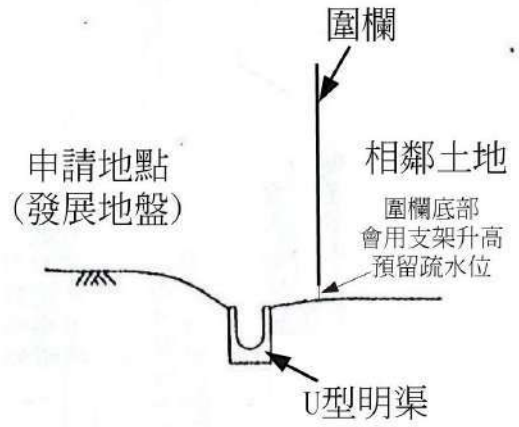 圍欄
申請地點
(發展地盤)
相鄰土地
圍欄底部
會用支架升高
預留疏水位
U型明渠